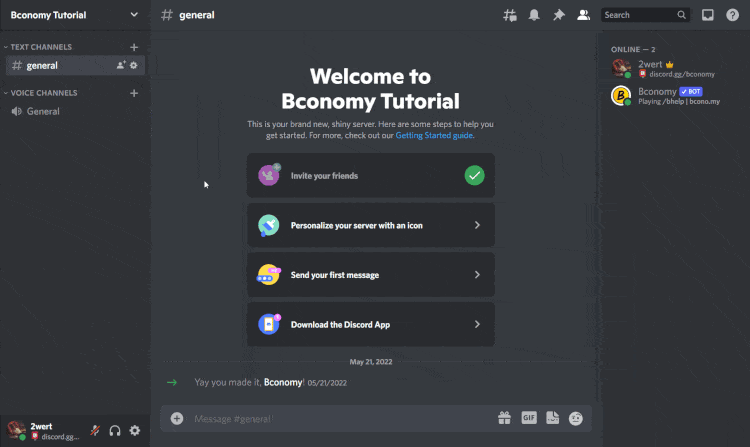 Bconomy Tutorial
TEXT CHANNELS
general
VOICE CHANNELS
General
2wert
discord.gg...
general
Search
Welcome to
Bconomy Tutorial
This is your brand new, shiny server. Here are some steps to help you
get started. For more, check out our Getting Started guide.
Invite your friends
Personalize your server with an icon
Send your first message
Download the Discord App
May 21, 2022
Yay you made it, Bconomy! 05/21/2022
Message #general
GIF
ONLINE — 2
2wert
discord.gg/bconomy
Bconomy ✓ BOT
Playing /bhelp | bcono.my